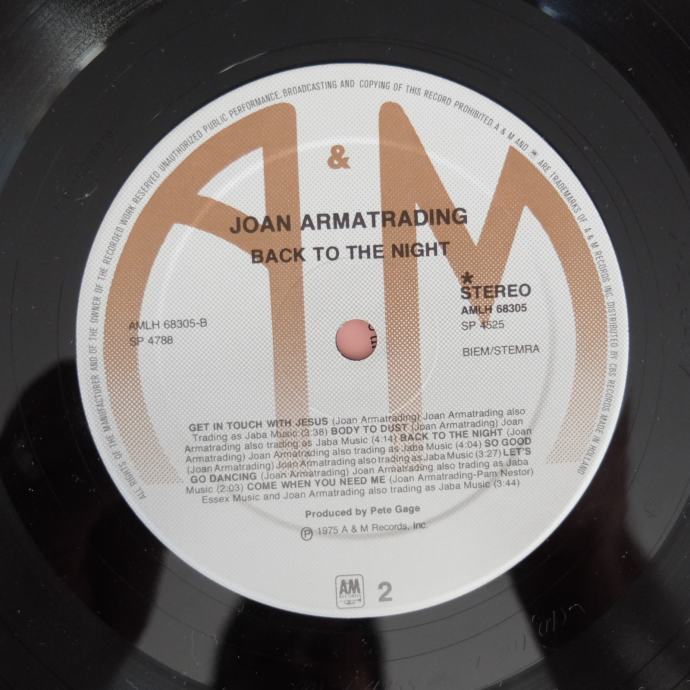 ALL RIGHTS OF THE MANUFACTURER AND OF THE OWNER OF THE RECORDED WORK RESERVED UNAUTHORIZED PUBLIC PERFORMANCE, BROADCASTING AND COPYING OF THIS RECORD PROHIBITED. A & M AND * ARE TRADEMARKS OF A & M RECORDS INC. DISTRIBUTED BY CBS RECORDS MADE IN HOLLAND
A & M
JOAN ARMATRADING
BACK TO THE NIGHT
* STEREO
AMLH 68305-B
AMLH 68305
SP 4788
SP 4525
BIEM/STEMRA
GET IN TOUCH WITH JESUS (Joan Armatrading) Joan Armatrading also
Trading as Jaba Music (3:38) BODY TO DUST (Joan Armatrading) Joan
Armatrading also trading as Jaba Music (4:14) BACK TO THE NIGHT (Joan
Armatrading) Joan Armatrading also trading as Jaba Music (4:04) SO GOOD
(Joan Armatrading) Joan Armatrading also trading as Jaba Music (3:27) LET'S
GO DANCING (Joan Armatrading) Joan Armatrading also trading as Jaba
Music (2:03) COME WHEN YOU NEED ME (Joan Armatrading-Pam Nestor)
Essex Music and Joan Armatrading also trading as Jaba Music (3:44)
Produced by Pete Gage
℗ 1975 A & M Records, Inc.
AM
RECORDS
2